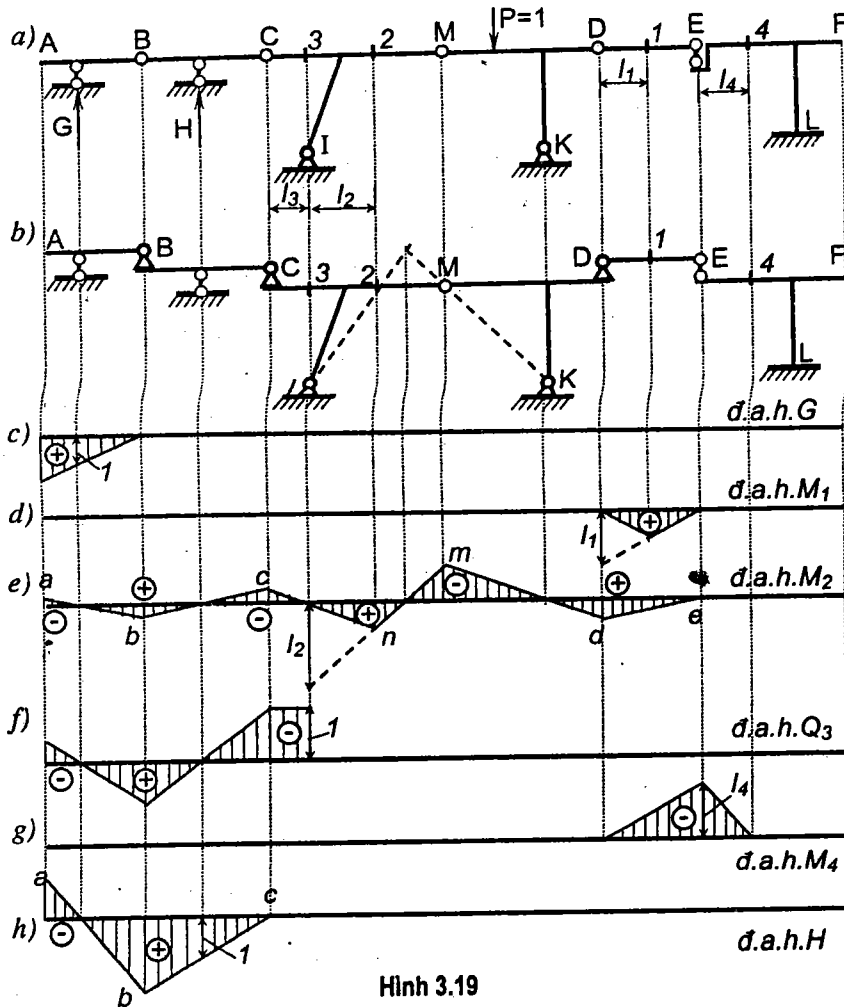 P=1
a) A B C 3 2 M D 1 E 4 F
l₁ l₄
G H I K L
l₃ l₂
b) A B C 3 2 M D 1 E 4 F
I K L
đ.a.h.G
c) + 1
đ.a.h.M₁
d) l₁ +
e) a + c m + đ.a.h.M₂
− b − l₂ + n − d e
f) − + − 1 đ.a.h.Q₃
g) − l₄
đ.a.h.M₄
a c
h) − + 1 đ.a.h.H
b
Hình 3.19